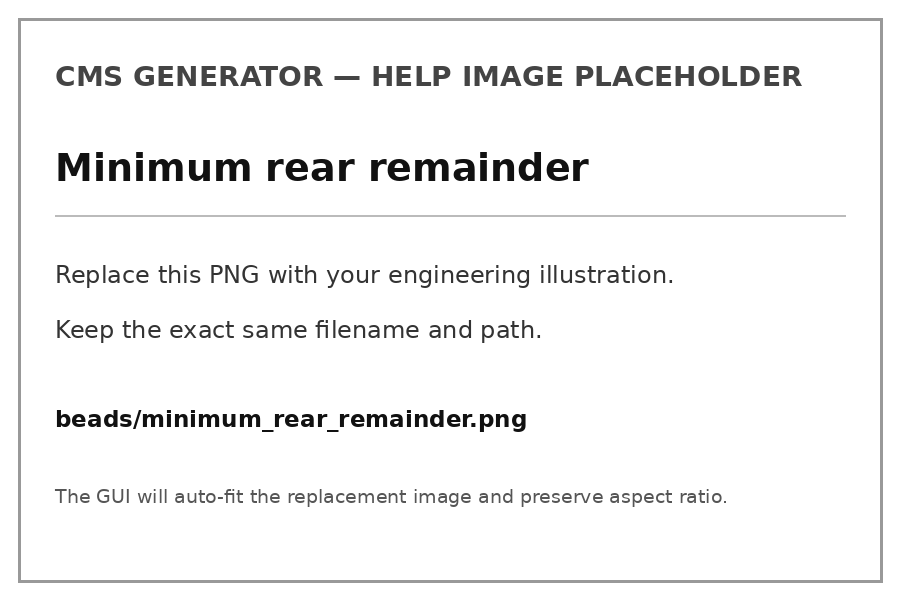 CMS GENERATOR — HELP IMAGE PLACEHOLDER
Minimum rear remainder
Replace this PNG with your engineering illustration.
Keep the exact same filename and path.
beads/minimum_rear_remainder.png
The GUI will auto-fit the replacement image and preserve aspect ratio.